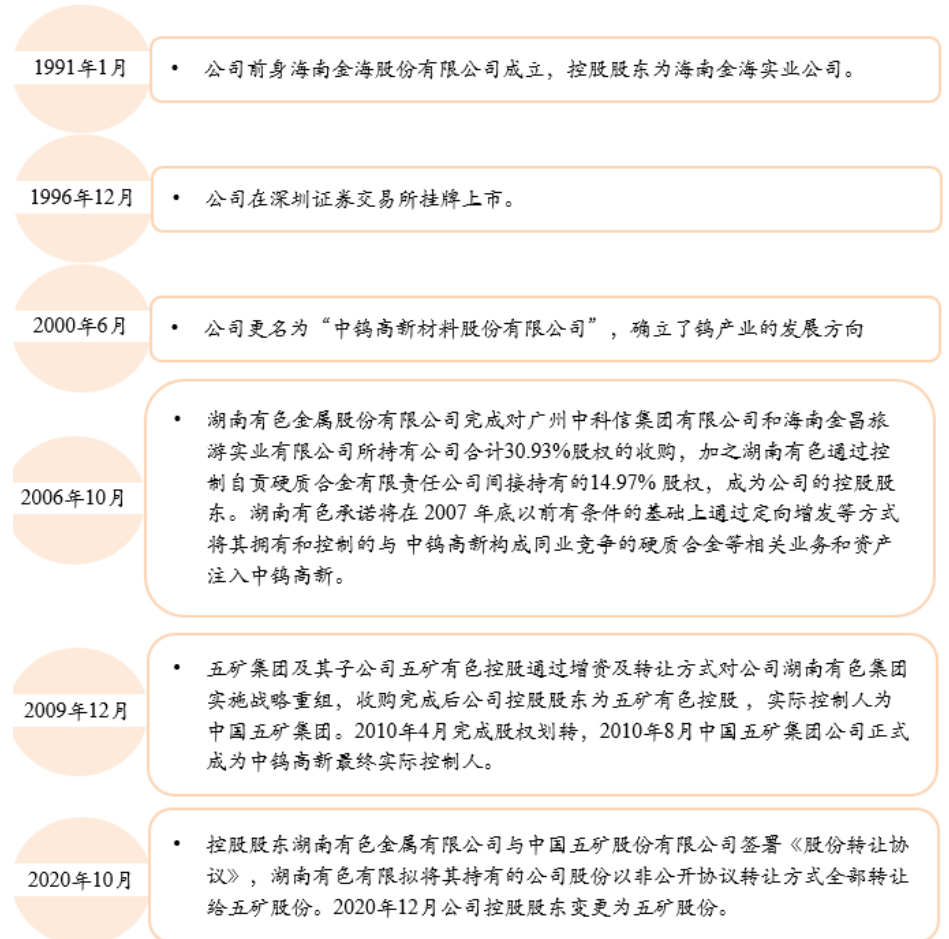 1991年1月
• 公司前身海南金海股份有限公司成立，控股股东为海南金海实业公司。
1996年12月
• 公司在深圳证券交易所挂牌上市。
2000年6月
• 公司更名为“中钨高新材料股份有限公司”，确立了钨产业的发展方向
2006年10月
• 湖南有色金属股份有限公司完成对广州中科信集团有限公司和海南金昌旅
游实业有限公司所持有公司合计30.93%股权的收购，加之湖南有色通过控
制自贡硬质合金有限责任公司间接持有的14.97% 股权，成为公司的控股股
东。湖南有色承诺将在 2007 年底以前有条件的基础上通过定向增发等方式
将其拥有和控制的与 中钨高新构成同业竞争的硬质合金等相关业务和资产
注入中钨高新。
2009年12月
• 五矿集团及其子公司五矿有色控股通过增资及转让方式对公司湖南有色集团
实施战略重组，收购完成后公司控股股东为五矿有色控股 ，实际控制人为
中国五矿集团。2010年4月完成股权划转，2010年8月中国五矿集团公司正式
成为中钨高新最终实际控制人。
2020年10月
• 控股股东湖南有色金属有限公司与中国五矿股份有限公司签署《股份转让协
议》，湖南有色有限拟将其持有的公司股份以非公开协议转让方式全部转让
给五矿股份。2020年12月公司控股股东变更为五矿股份。